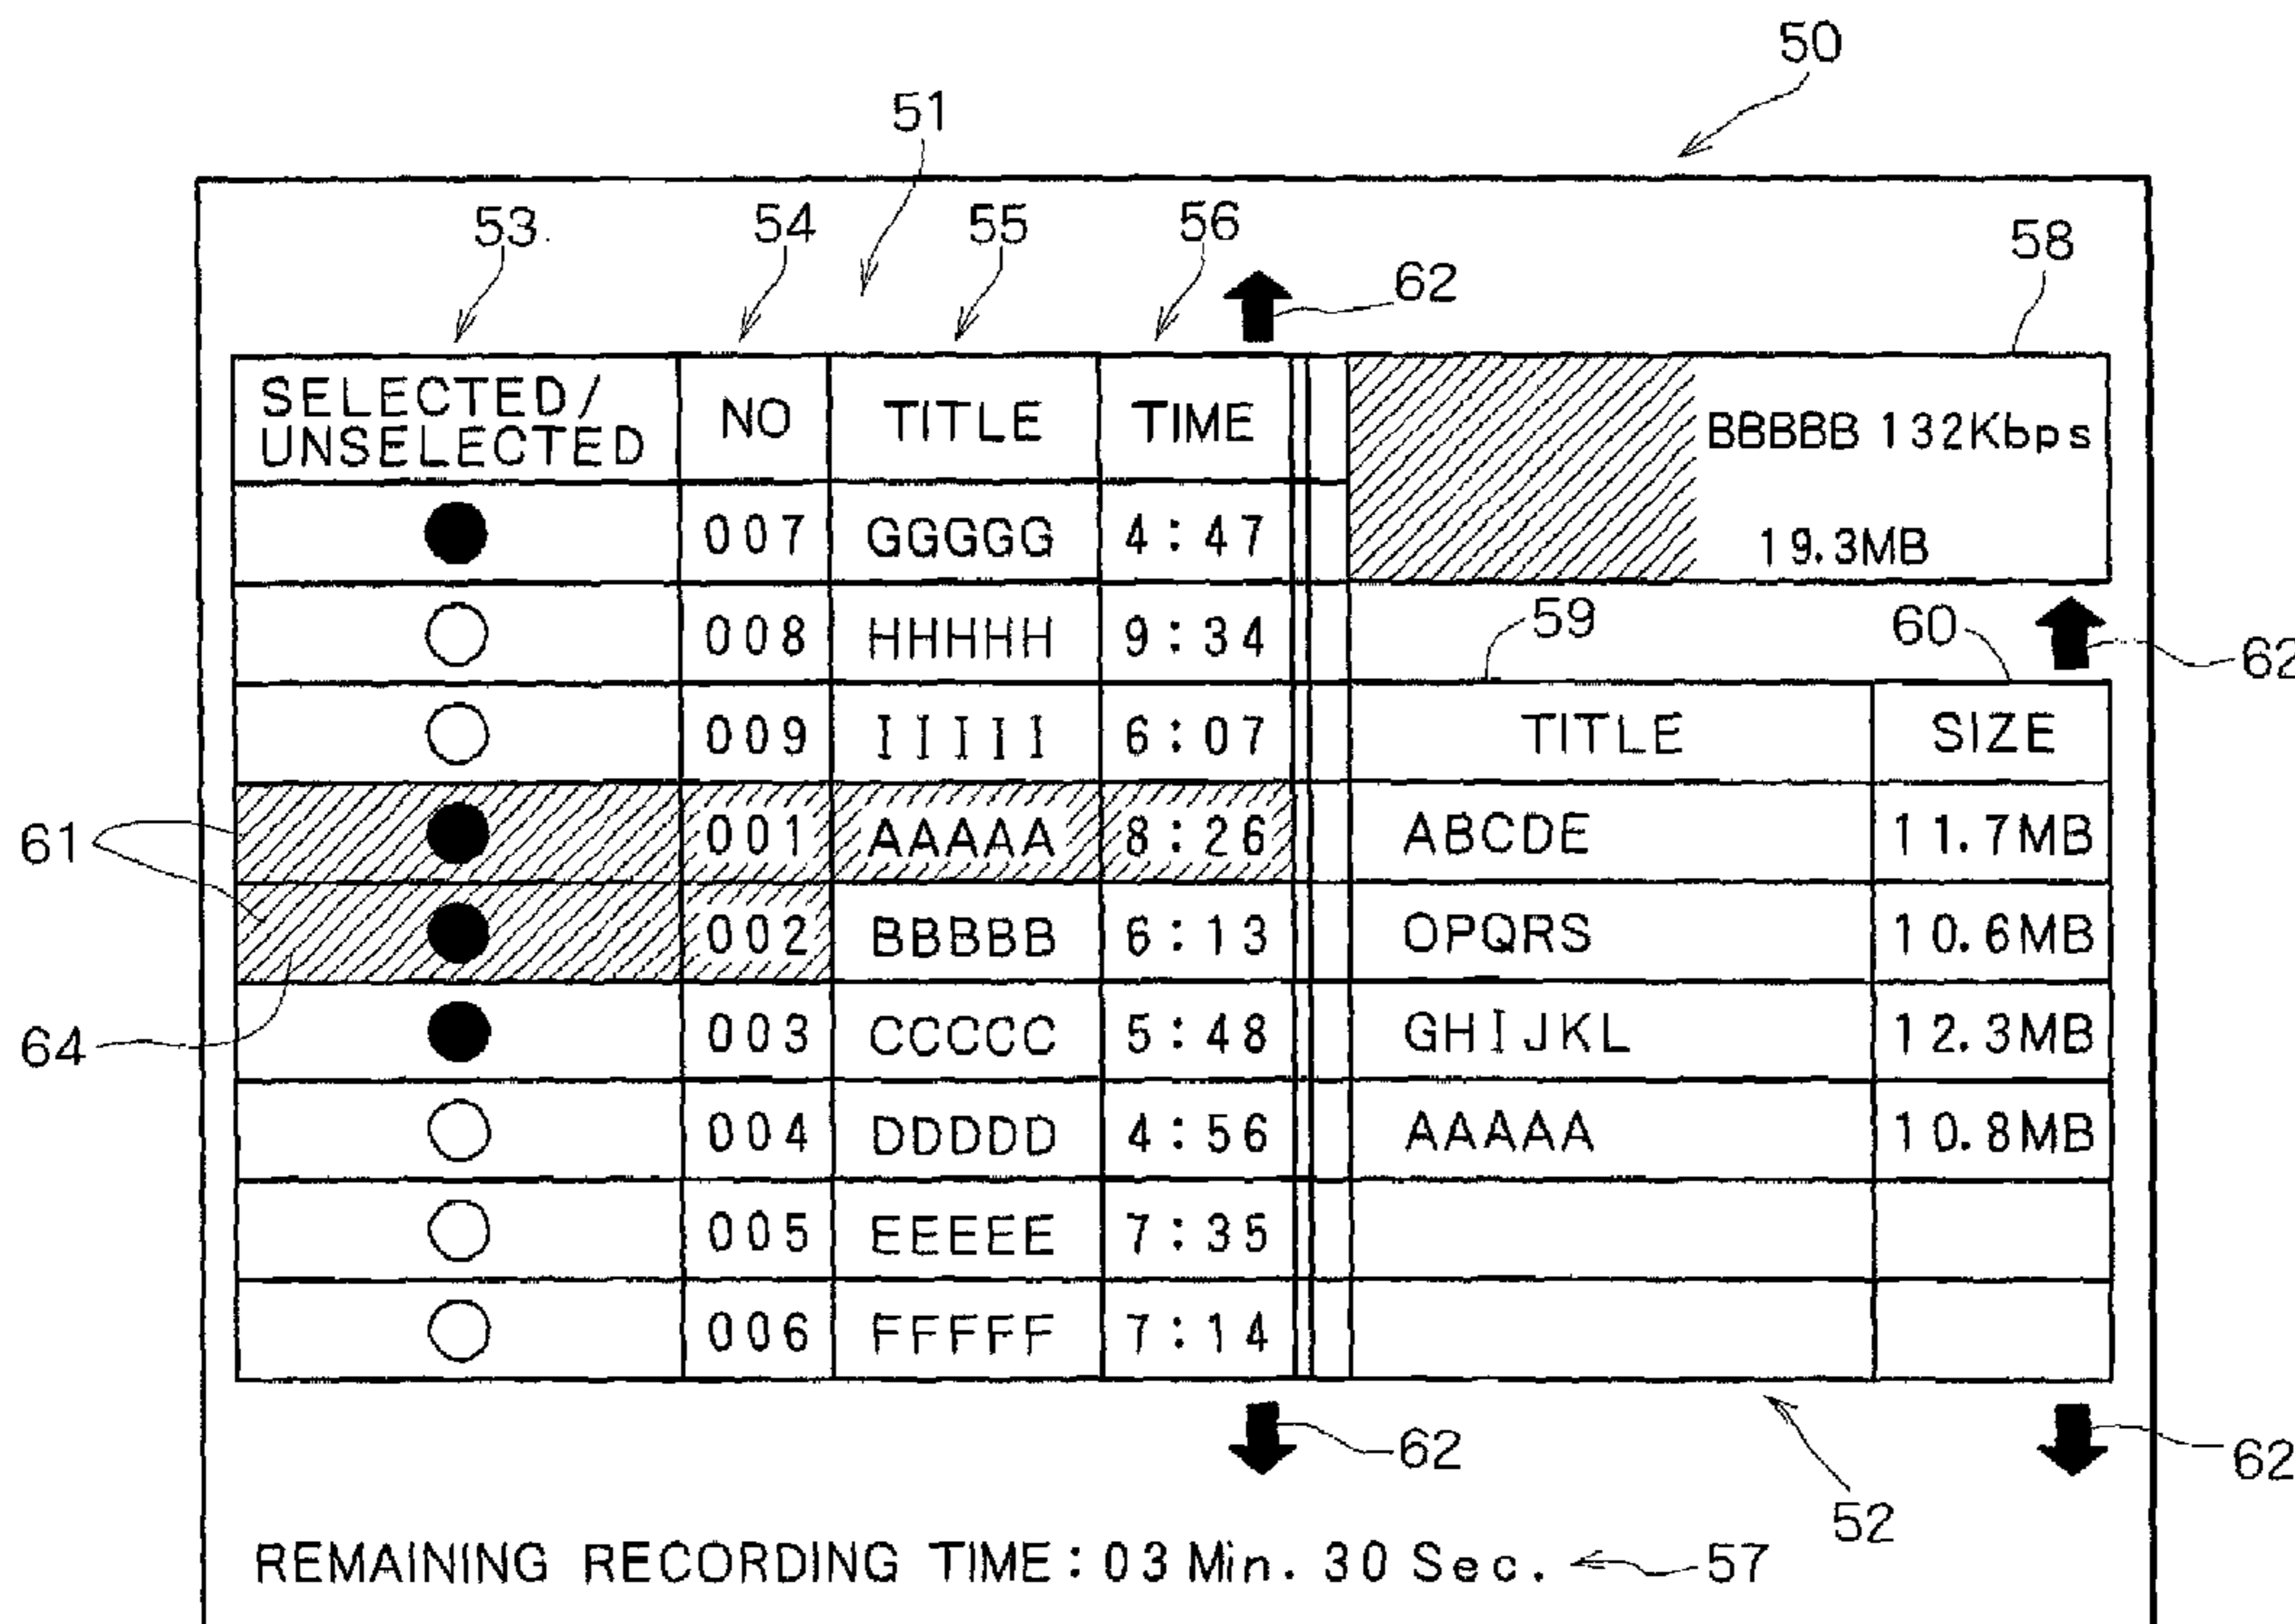 50
51
53 54 55 56 58
62
SELECTED/
UNSELECTED NO TITLE TIME
BBBBB 132Kbps
007 GGGGG 4:47 19.3MB
008 HHHHH 9:34 59 60 62
009 IIIII 6:07 TITLE SIZE
61 001 AAAAA 8:26 ABCDE 11.7MB
002 BBBBB 6:13 OPQRS 10.6MB
64 003 CCCCC 5:48 GHIJKL 12.3MB
004 DDDDD 4:56 AAAAA 10.8MB
005 EEEEE 7:35
006 FFFFF 7:14
62 62
52
REMAINING RECORDING TIME:03 Min. 30 Sec. 57